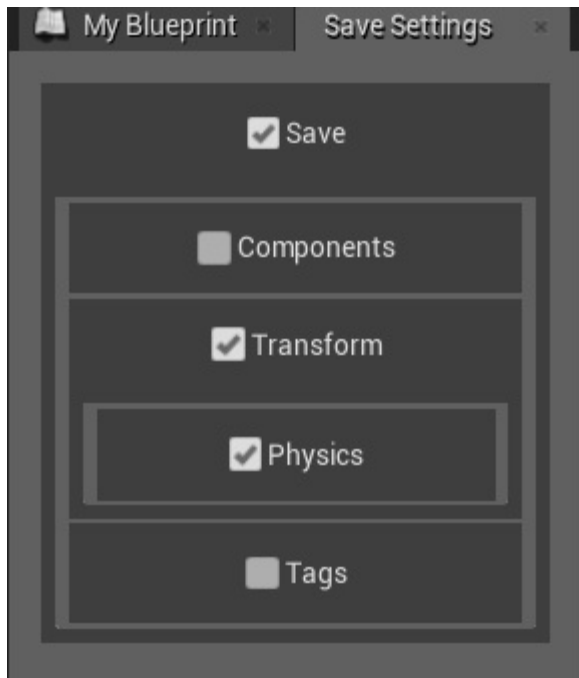 My Blueprint Save Settings
Save
Components
Transform
Physics
Tags